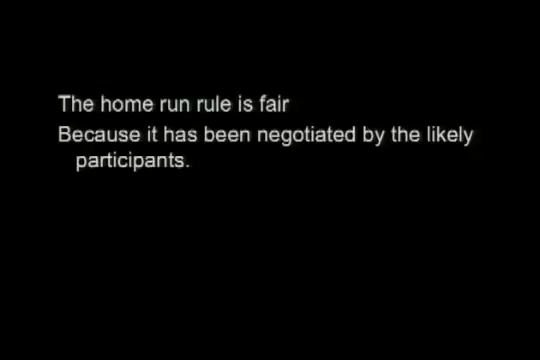 The home run rule is fair
Because it has been negotiated by the likely
participants.